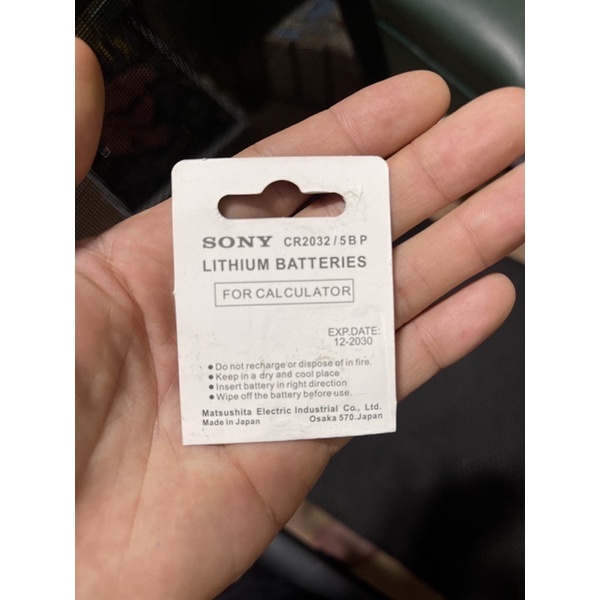 SONY CR2032/5BP
LITHIUM BATTERIES
FOR CALCULATOR
EXP.DATE:
12-2030
● Do not recharge or dispose of in fire.
● Keep in a dry and cool place
● Insert battery in right direction
● Wipe off the battery before use.
Matsushita Electric Industrial Co., Ltd.
Made in Japan Osaka 570.Japan